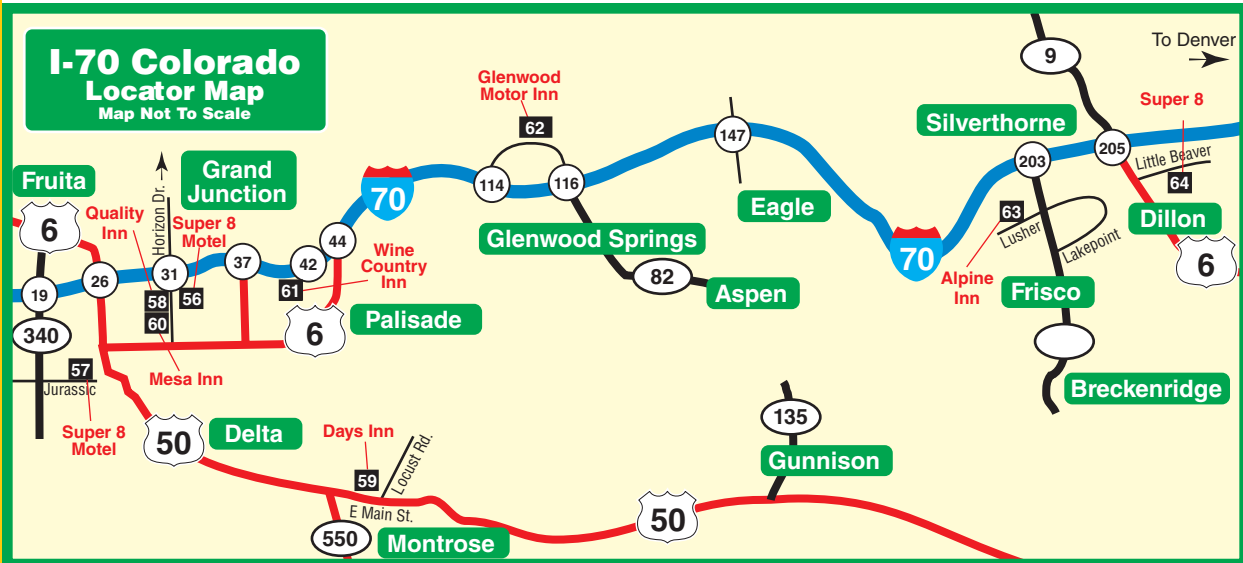 I-70 Colorado
Locator Map
Map Not To Scale
To Denver
9
Glenwood
Motor Inn
62
Super 8
Silverthorne
147
205
203
Little Beaver
64
Fruita
Grand
Junction
Horizon Dr.
70
114
116
Eagle
Dillon
6
Quality
Inn
Super 8
Motel
63
Lusher
Lakepoint
Glenwood Springs
44
Wine
Country
Inn
70
6
26
31
37
42
82
Aspen
Alpine
Inn
Frisco
19
58
56
61
60
340
6
Palisade
57
Jurassic
Mesa Inn
Breckenridge
Super 8
Motel
50
Delta
Days Inn
59
Locust Rd.
135
Gunnison
E Main St.
50
550
Montrose